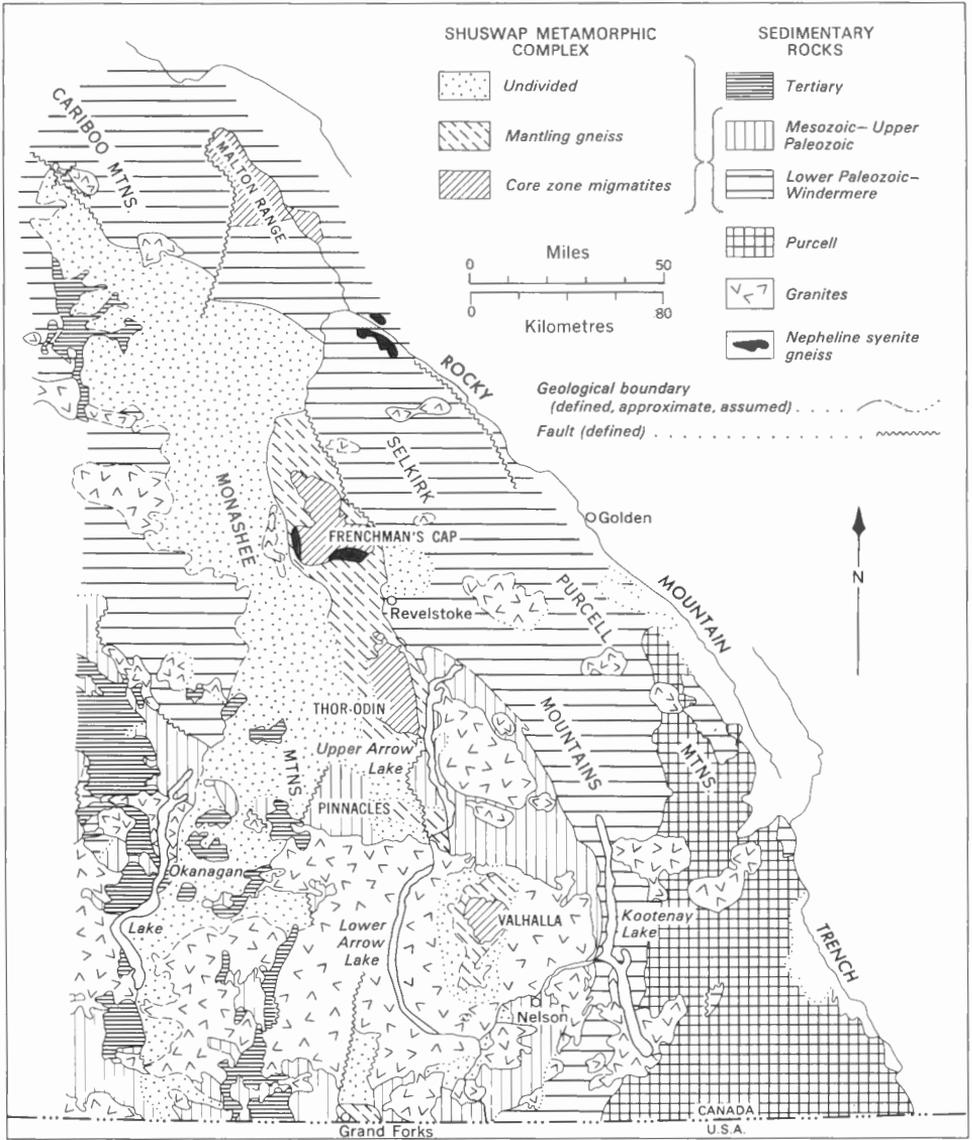 SHUSWAP METAMORPHIC
COMPLEX
Undivided
Mantling gneiss
Core zone migmatites
SEDIMENTARY
ROCKS
Tertiary
Mesozoic–Upper
Paleozoic
Lower Paleozoic–
Windermere
Purcell
Granites
Nepheline syenite
gneiss
Miles
0 50
0 80
Kilometres
Geological boundary
(defined, approximate, assumed)
Fault (defined)
CARIBOO MTNS.
MALTON RANGE
ROCKY
SELKIRK
MONASHEE
FRENCHMAN'S CAP
Golden
N
MOUNTAIN
PURCELL
Revelstoke
THOR-ODIN
MOUNTAINS
MTNS.
Upper Arrow
Lake
MTNS
PINNACLES
Okanagan
Lake
Lower
Arrow
Lake
VALHALLA
Kootenay
Lake
TRENCH
Nelson
CANADA
U.S.A.
Grand Forks